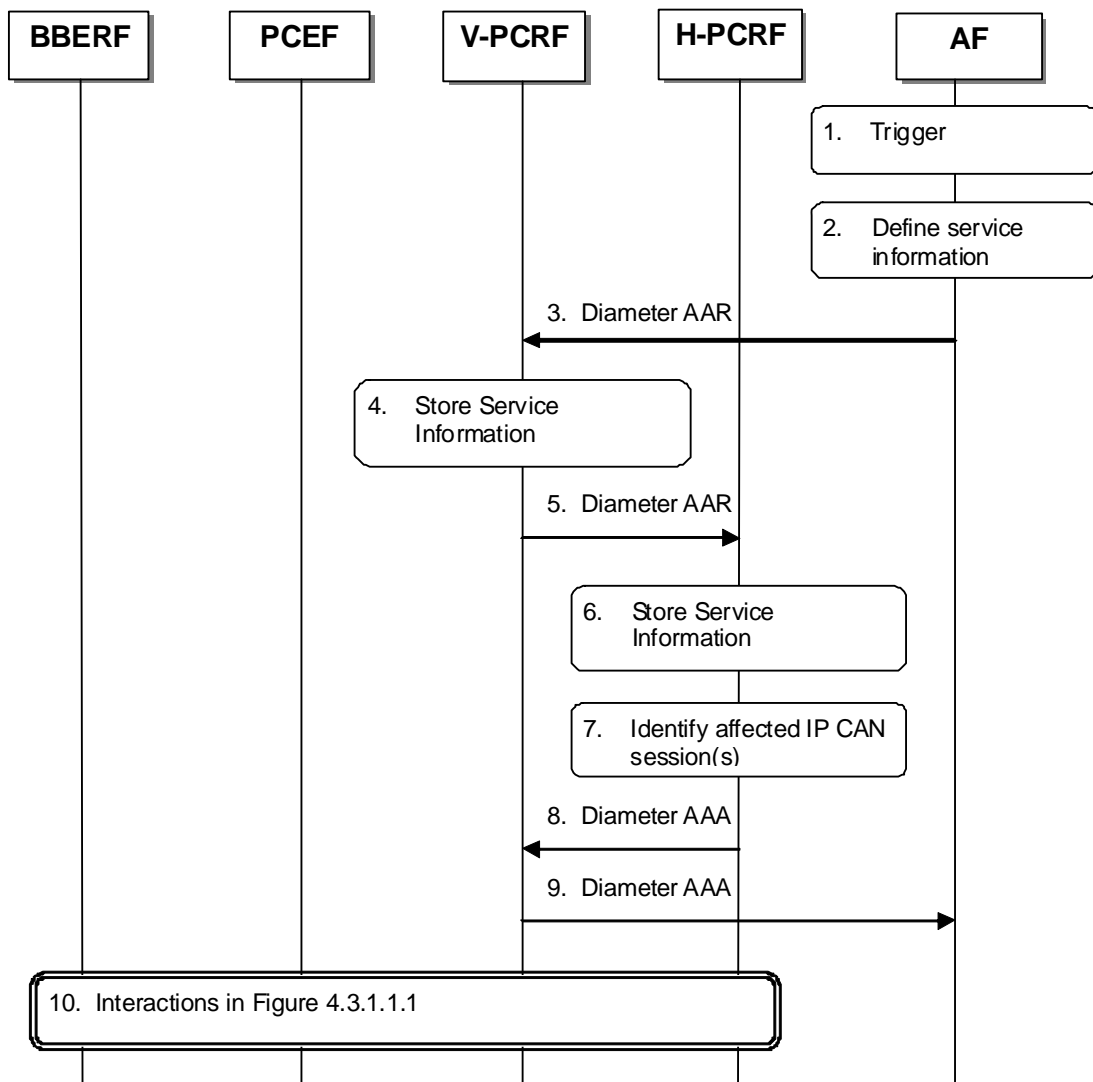 BBERF PCEF V-PCRF H-PCRF AF
1. Trigger
2. Define service
information
3. Diameter AAR
4. Store Service
Information
5. Diameter AAR
6. Store Service
Information
7. Identify affected IP CAN
session(s)
8. Diameter AAA
9. Diameter AAA
10. Interactions in Figure 4.3.1.1.1